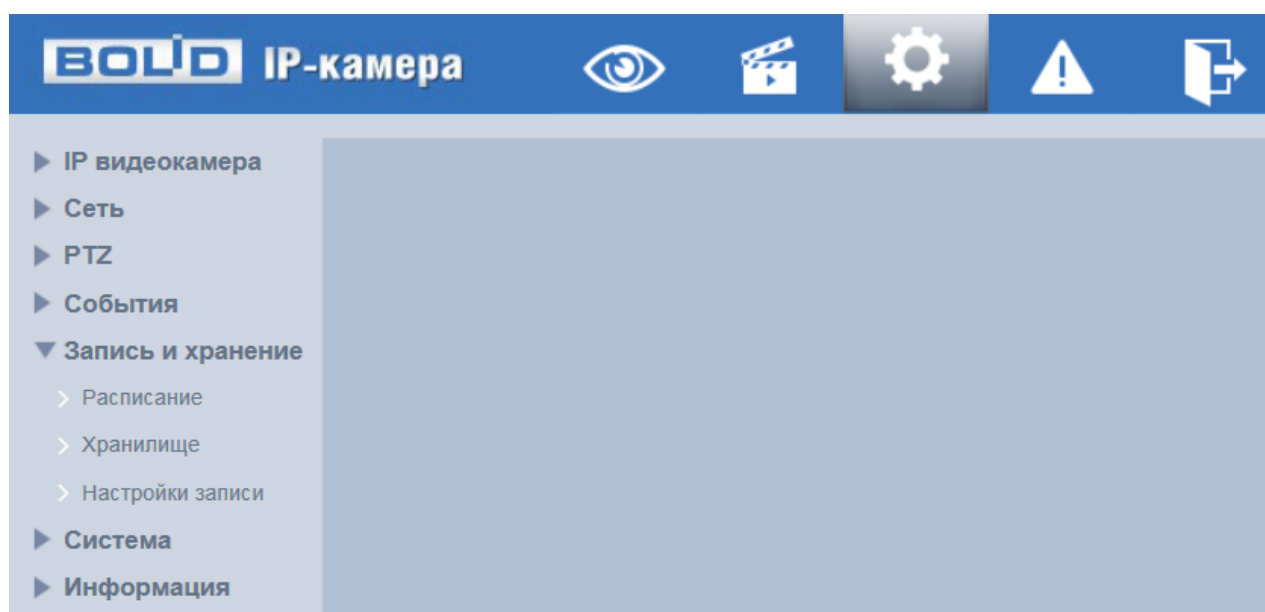 BOLID IP-камера
IP видеокамера
Сеть
PTZ
События
Запись и хранение
Расписание
Хранилище
Настройки записи
Система
Информация